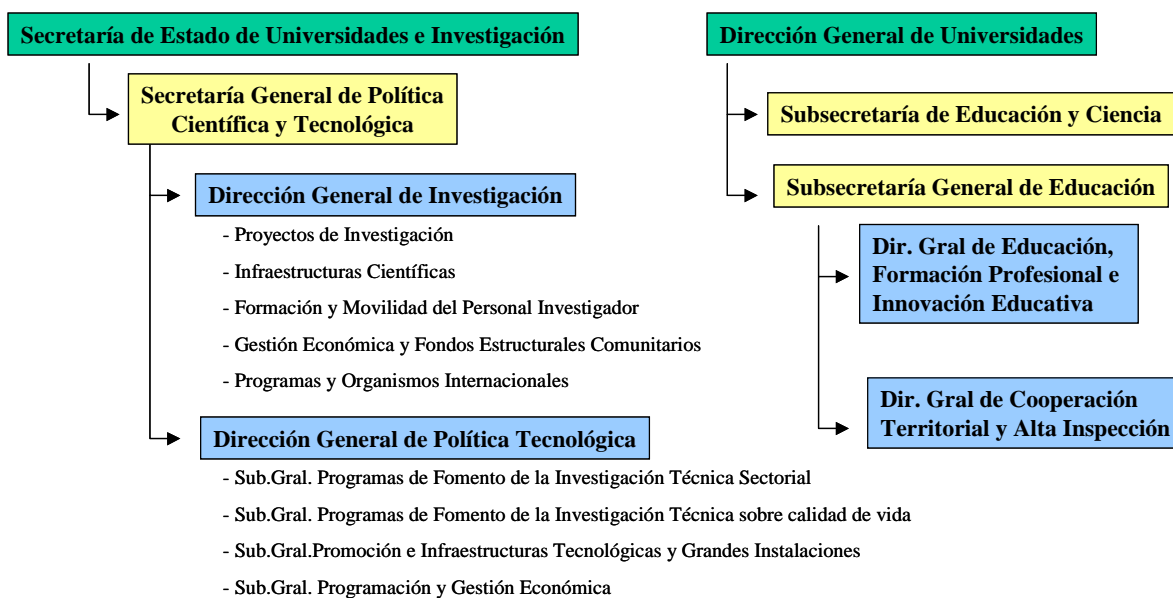 Secretaría de Estado de Universidades e Investigación
Secretaría General de Política
Científica y Tecnológica
Dirección General de Investigación
- Proyectos de Investigación
- Infraestructuras Científicas
- Formación y Movilidad del Personal Investigador
- Gestión Económica y Fondos Estructurales Comunitarios
- Programas y Organismos Internacionales
Dirección General de Política Tecnológica
- Sub.Gral. Programas de Fomento de la Investigación Técnica Sectorial
- Sub.Gral. Programas de Fomento de la Investigación Técnica sobre calidad de vida
- Sub.Gral.Promoción e Infraestructuras Tecnológicas y Grandes Instalaciones
- Sub.Gral. Programación y Gestión Económica
Dirección General de Universidades
Subsecretaría de Educación y Ciencia
Subsecretaría General de Educación
Dir. Gral de Educación,
Formación Profesional e
Innovación Educativa
Dir. Gral de Cooperación
Territorial y Alta Inspección